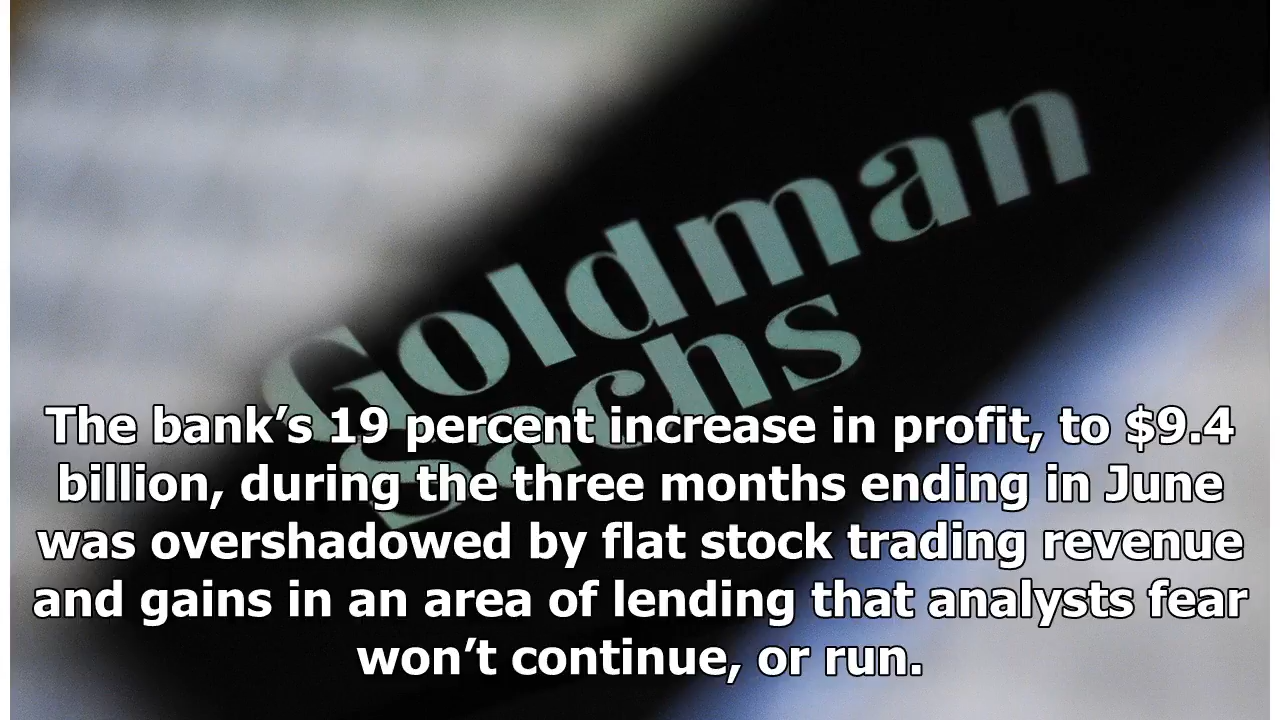 Goldman
Sachs
The bank’s 19 percent increase in profit, to $9.4
billion, during the three months ending in June
was overshadowed by flat stock trading revenue
and gains in an area of lending that analysts fear
won’t continue, or run.